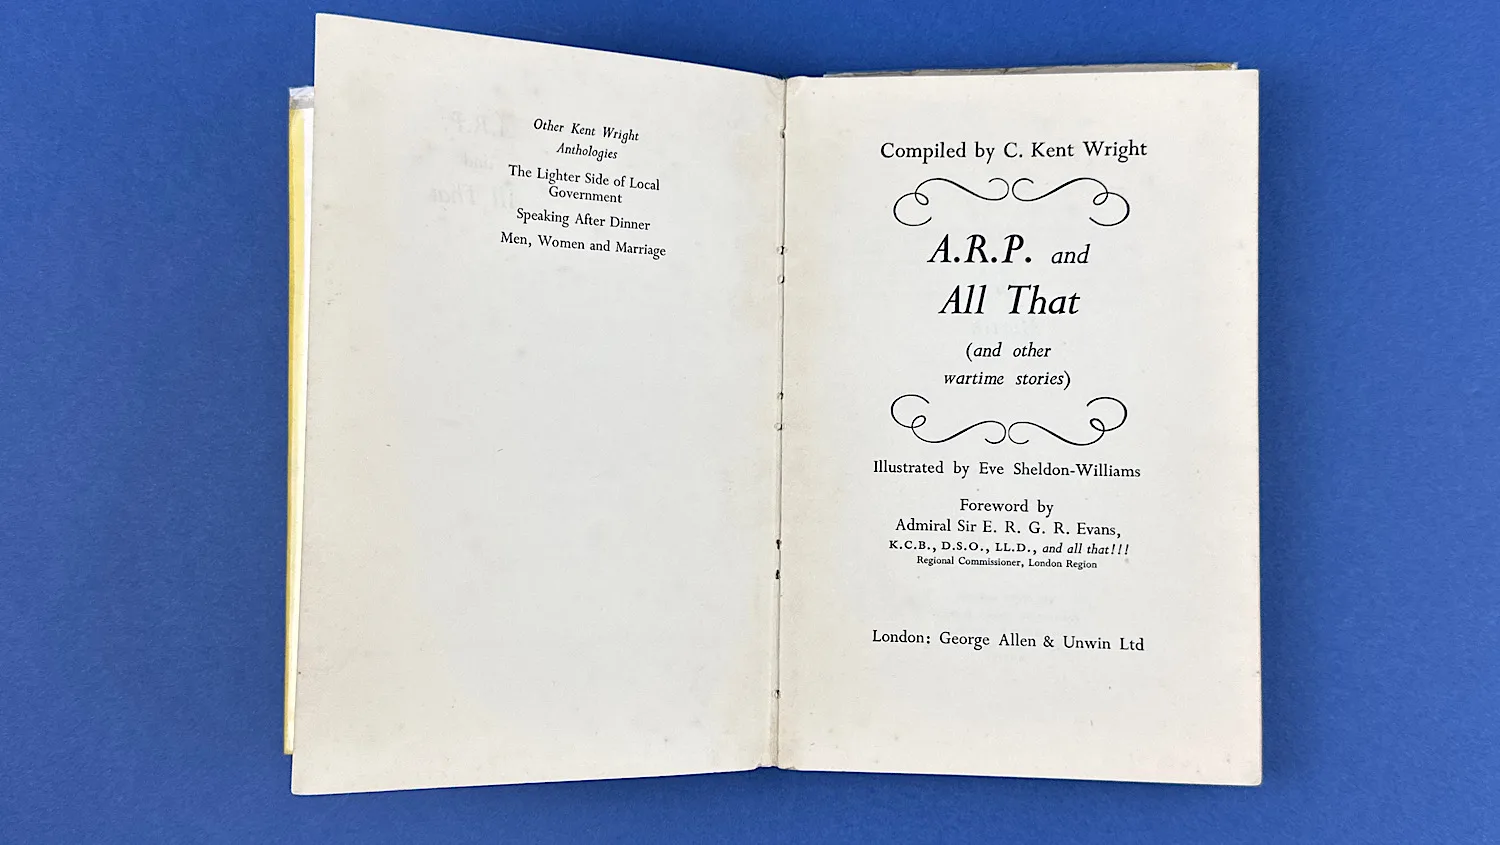 Other Kent Wright
Anthologies
The Lighter Side of Local
Government
Speaking After Dinner
Men, Women and Marriage
Compiled by C. Kent Wright
A.R.P. and
All That
(and other
wartime stories)
Illustrated by Eve Sheldon-Williams
Foreword by
Admiral Sir E. R. G. R. Evans,
K.C.B., D.S.O., LL.D., and all that!!!
Regional Commissioner, London Region
London: George Allen & Unwin Ltd